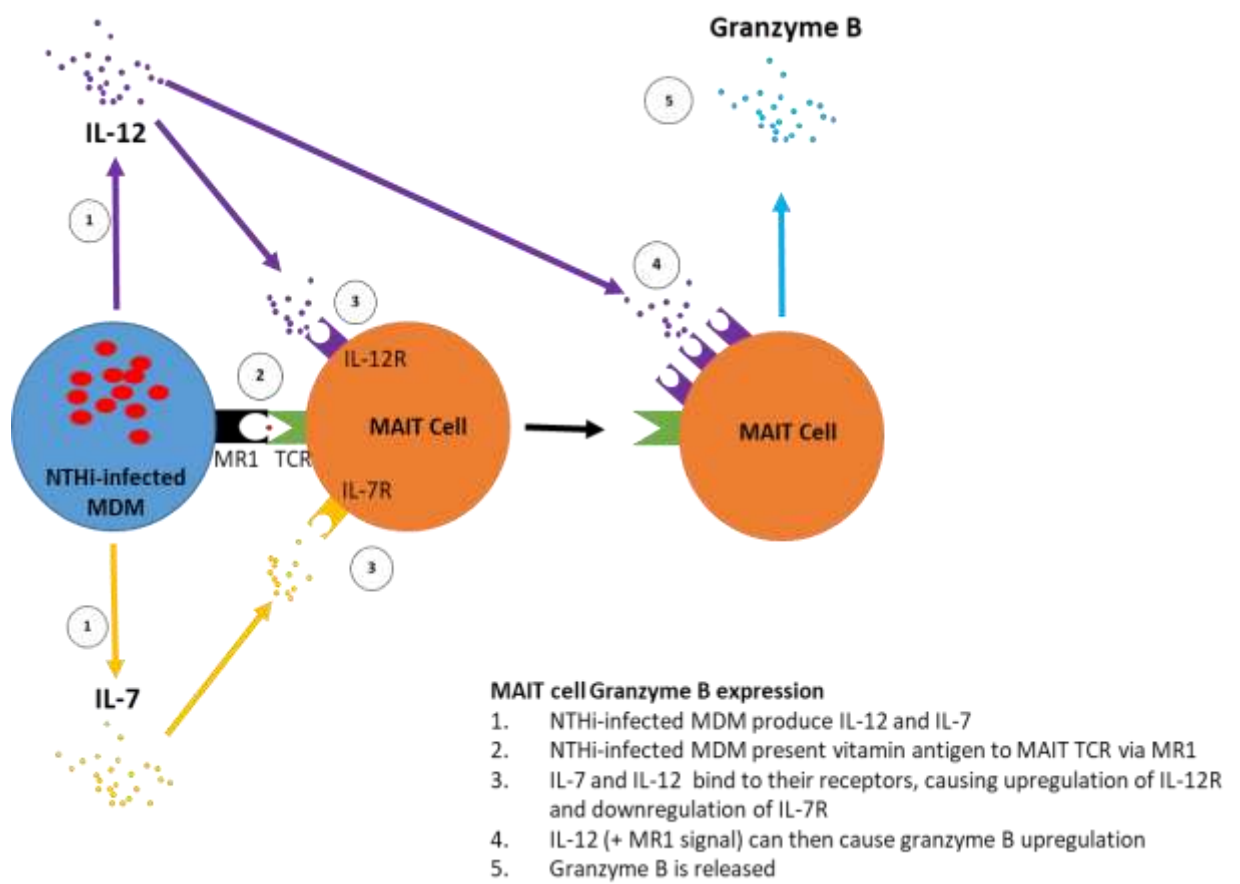 Granzyme B
5
IL-12
1
4
3
IL-12R
2
MAIT Cell
MAIT Cell
MR1 TCR
NTHi-infected
MDM
IL-7R
3
1
IL-7
MAIT cell Granzyme B expression
1. NTHi-infected MDM produce IL-12 and IL-7
2. NTHi-infected MDM present vitamin antigen to MAIT TCR via MR1
3. IL-7 and IL-12 bind to their receptors, causing upregulation of IL-12R
and downregulation of IL-7R
4. IL-12 (+ MR1 signal) can then cause granzyme B upregulation
5. Granzyme B is released